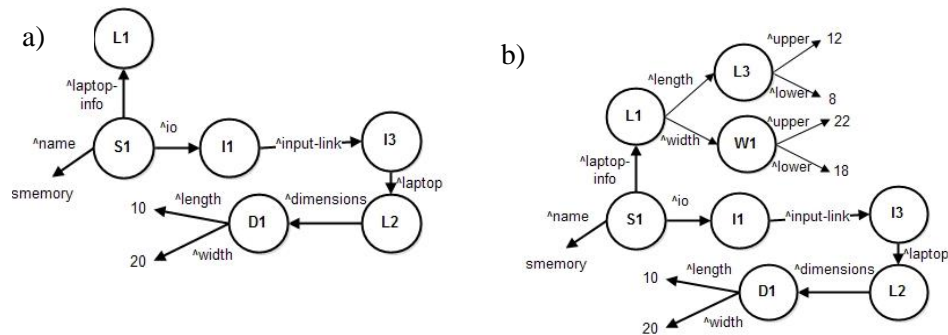 a)
L1
^laptop-
info
^name
S1
^io
I1
^input-link
I3
smemory
^laptop
10
^length
D1
^dimensions
L2
20
^width
b)
^upper
12
^length
L3
^lower
8
L1
^width
W1
^upper
22
^lower
18
^laptop-
info
^name
S1
^io
I1
^input-link
I3
smemory
^laptop
10
^length
D1
^dimensions
L2
20
^width